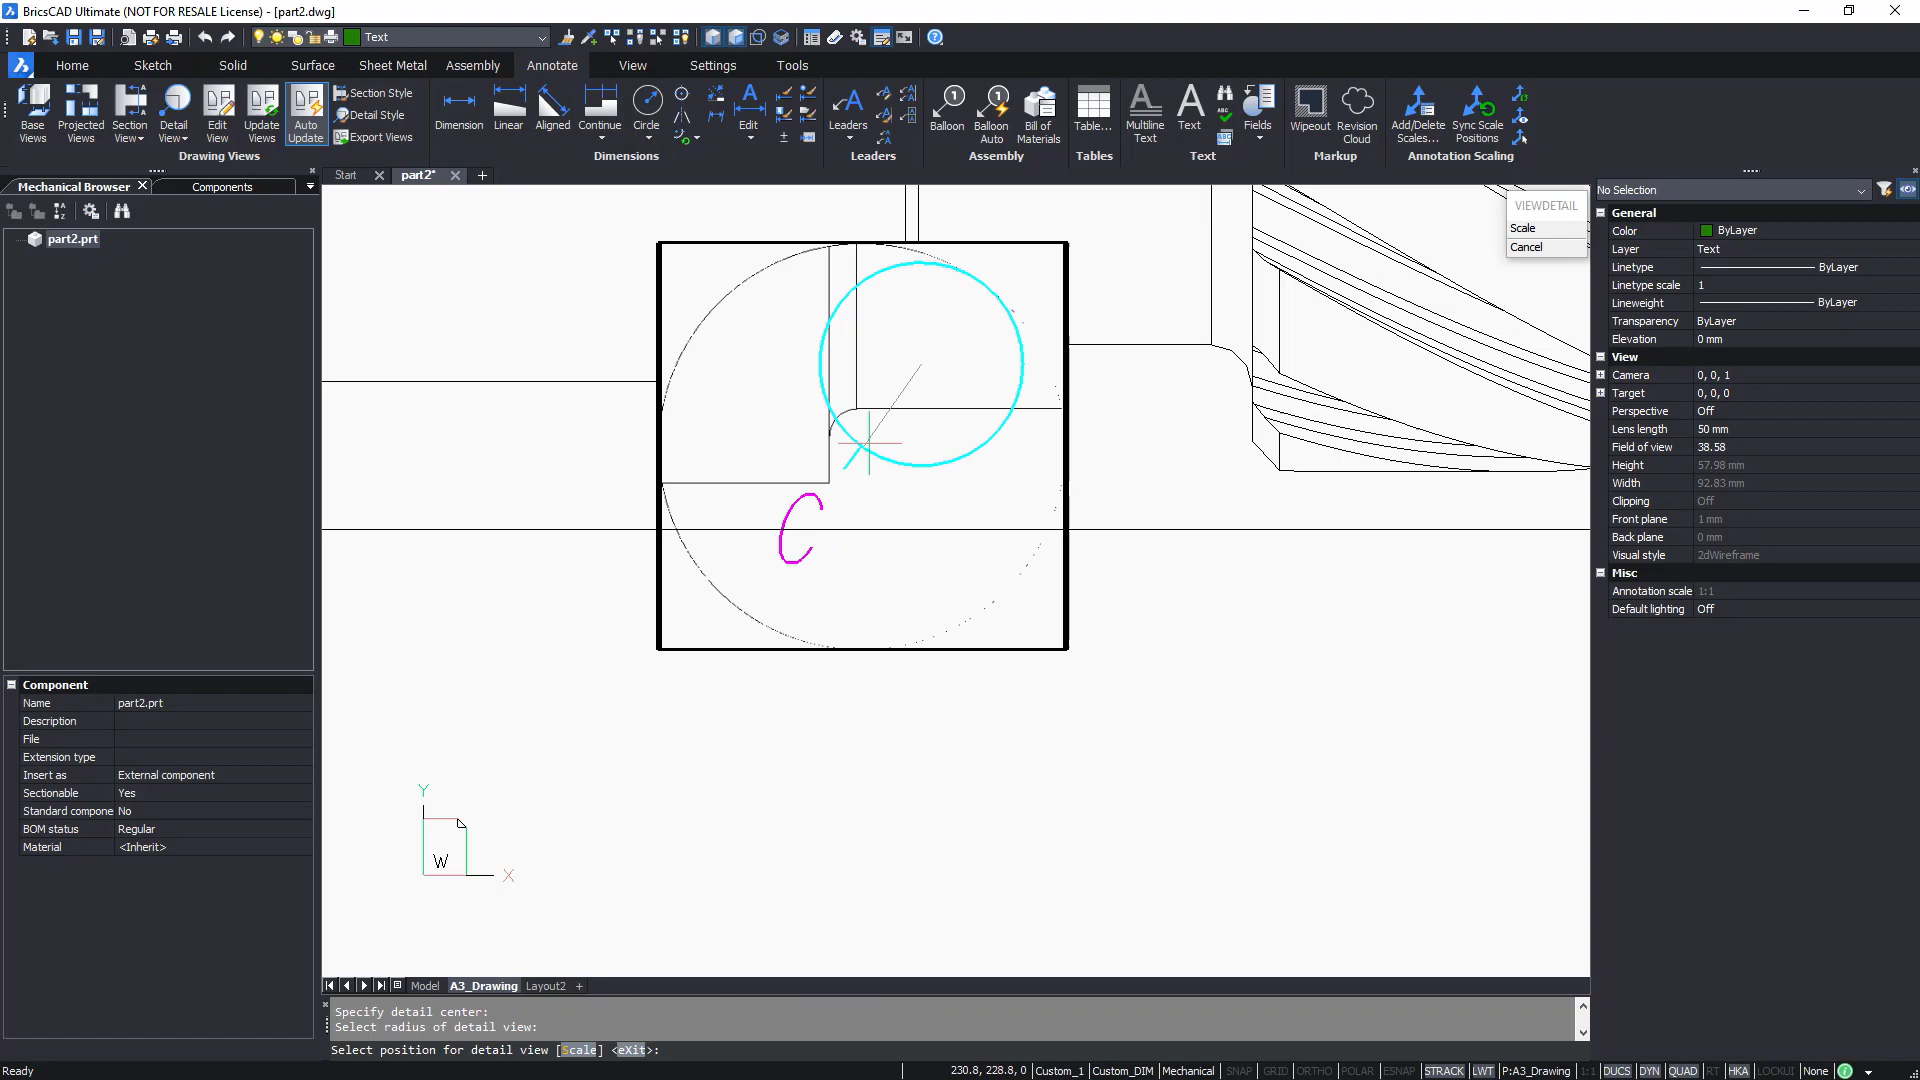 BricsCAD Ultimate (NOT FOR RESALE License) - [part2.dwg]
Text
Home Sketch Solid Surface Sheet Metal Assembly Annotate View Settings Tools
Base Views
Projected Views
Section Views
Detail Views
Edit View
Update Views
Auto Update
Section Style
Detail Style
Export Views
Drawing Views
Dimension
Linear
Aligned
Continue
Circle
Edit
Dimensions
Leaders
Leaders
Balloon
Balloon Auto
Bill of Materials
Assembly
Table...
Tables
Multiline Text
Text
Fields
Text
Wipeout
Revision Cloud
Markup
Add/Delete Scales...
Sync Scale Positions
Annotation Scaling
Mechanical Browser
Components
Start
part2*
part2.prt
Component
Name part2.prt
Description
File
Extension type
Insert as External component
Sectionable Yes
Standard compone No
BOM status Regular
Material <Inherit>
VIEWDETAIL
Scale
Cancel
C
Y
W
X
No Selection
General
Color ByLayer
Layer Text
Linetype ByLayer
Linetype scale 1
Lineweight ByLayer
Transparency ByLayer
Elevation 0 mm
View
Camera 0, 0, 1
Target 0, 0, 0
Perspective Off
Lens length 50 mm
Field of view 38.58
Height 57.98 mm
Width 92.83 mm
Clipping Off
Front plane 1 mm
Back plane 0 mm
Visual style 2dWireframe
Misc
Annotation scale 1:1
Default lighting Off
Model A3_Drawing Layout2 +
Specify detail center:
Select radius of detail view:
Select position for detail view [Scale] <eXit>:
Ready
230.8, 228.8, 0 Custom_1 Custom_DIM Mechanical SNAP GRID ORTHO POLAR ESNAP STRACK LWT P:A3_Drawing 1:1 DUCS DYN QUAD RT HKA LOCKUI None